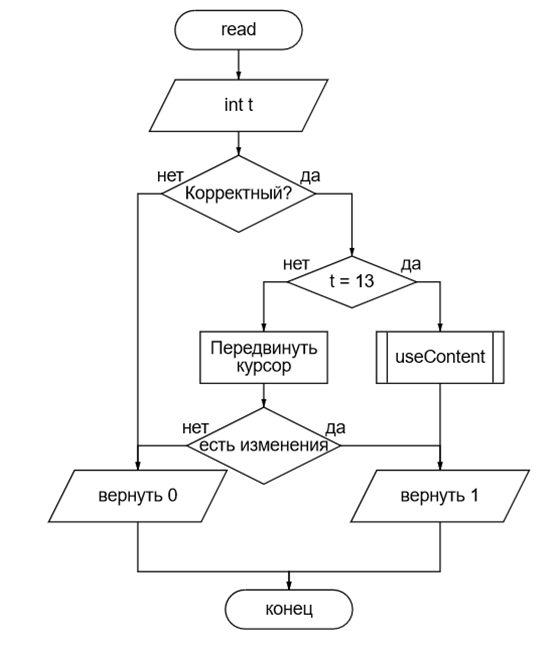 read
int t
нет
да
Корректный?
нет
да
t = 13
Передвинуть
курсор
useContent
нет
да
есть изменения
вернуть 0
вернуть 1
конец